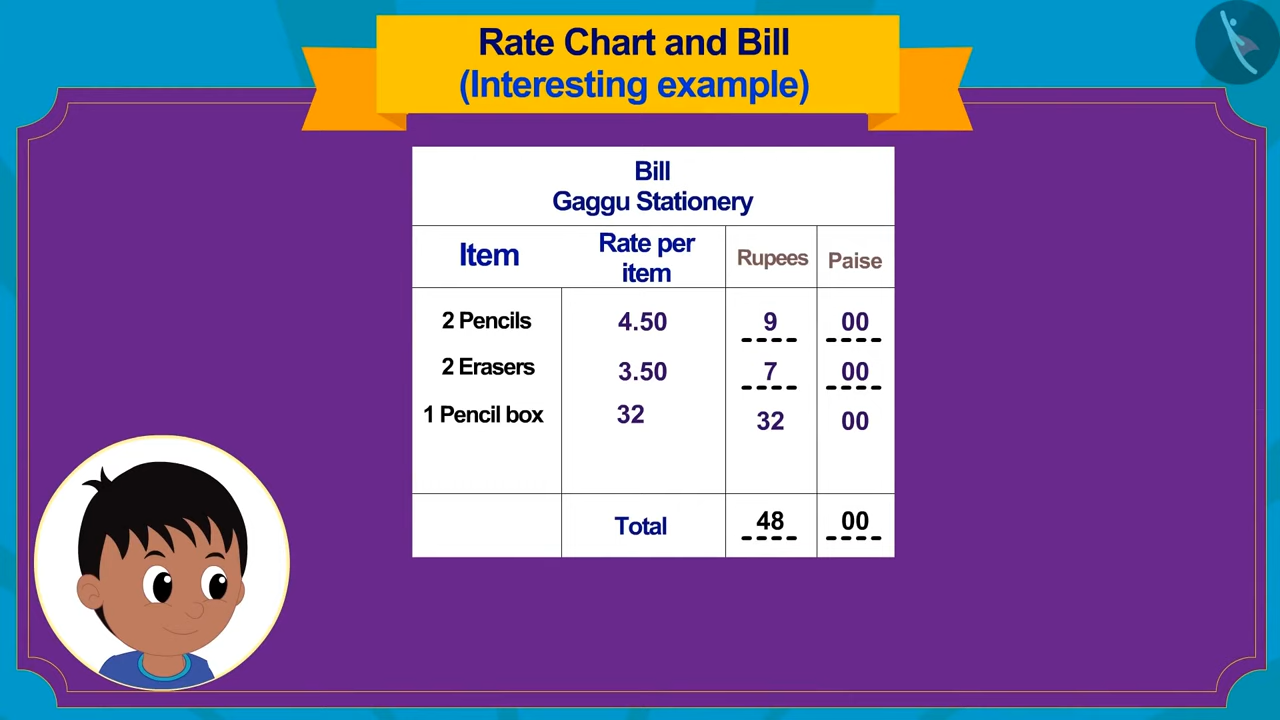 Rate Chart and Bill
(Interesting example)
Bill
Gaggu Stationery
Item Rate per item Rupees Paise
2 Pencils 4.50 9 00
2 Erasers 3.50 7 00
1 Pencil box 32 32 00
Total 48 00